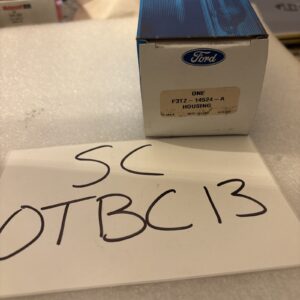 Ford
ONE
F3TZ-14524-A
HOUSING
SC
OTBC13